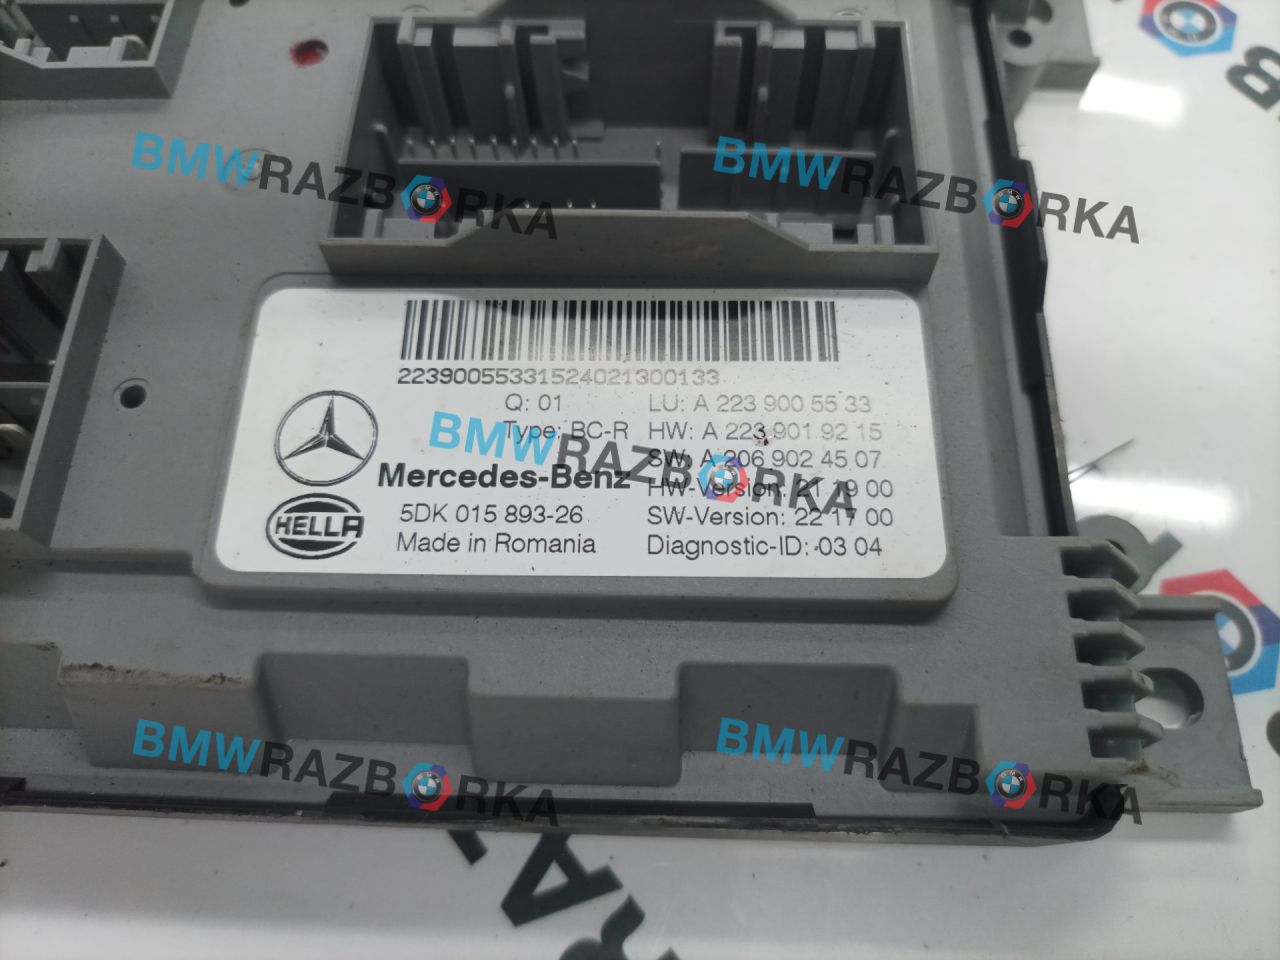 BMWRAZBORKA
BMWRAZBORKA
223900553315240213001​33
Q: 01
LU: A 223 900 55 33
Type: BC-R
HW: A 223 901 92 15
SW: A 206 902 45 07
BMWRAZBORKA
Mercedes-Benz
HW-Version: 21 19 00
HELLA
5DK 015 893-26
SW-Version: 22 17 00
Made in Romania
Diagnostic-ID: 03 04
BMWRAZBORKA
BMWRAZBORKA